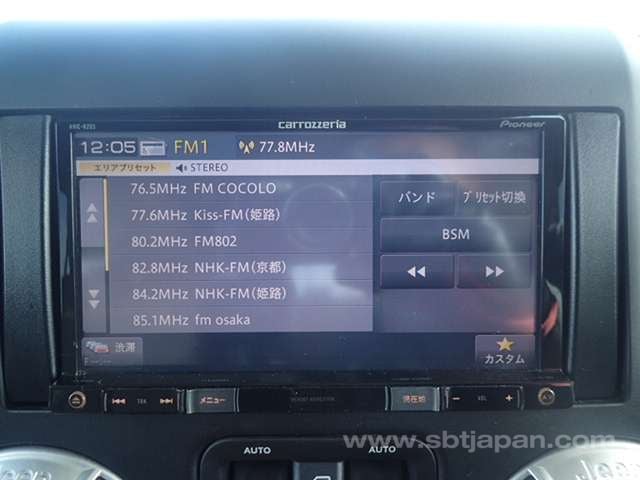 carrozzeria
Pioneer
12:05 FM1 77.8MHz
エリアプリセット STEREO
76.5MHz FM COCOLO
77.6MHz Kiss-FM(姫路)
80.2MHz FM802
82.8MHz NHK-FM(京都)
84.2MHz NHK-FM(姫路)
85.1MHz fm osaka
バンド プリセット切換
BSM
渋滞
カスタム
TRK メニュー 現在地 - VOL +
AUTO AUTO
www.sbtjapan.com
Jeep